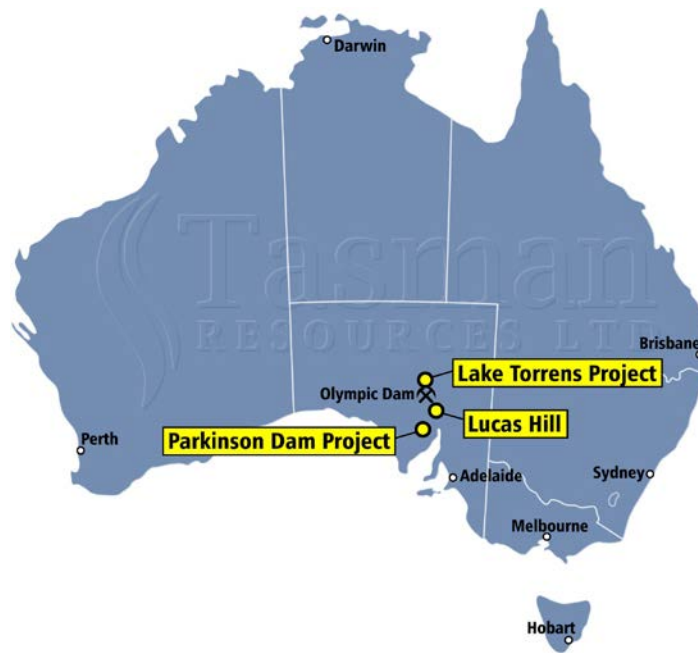 Darwin
Tasman
RESOURCES LTD
Brisbane
Lake Torrens Project
Olympic Dam
Lucas Hill
Parkinson Dam Project
Perth
Adelaide
Sydney
Melbourne
Hobart